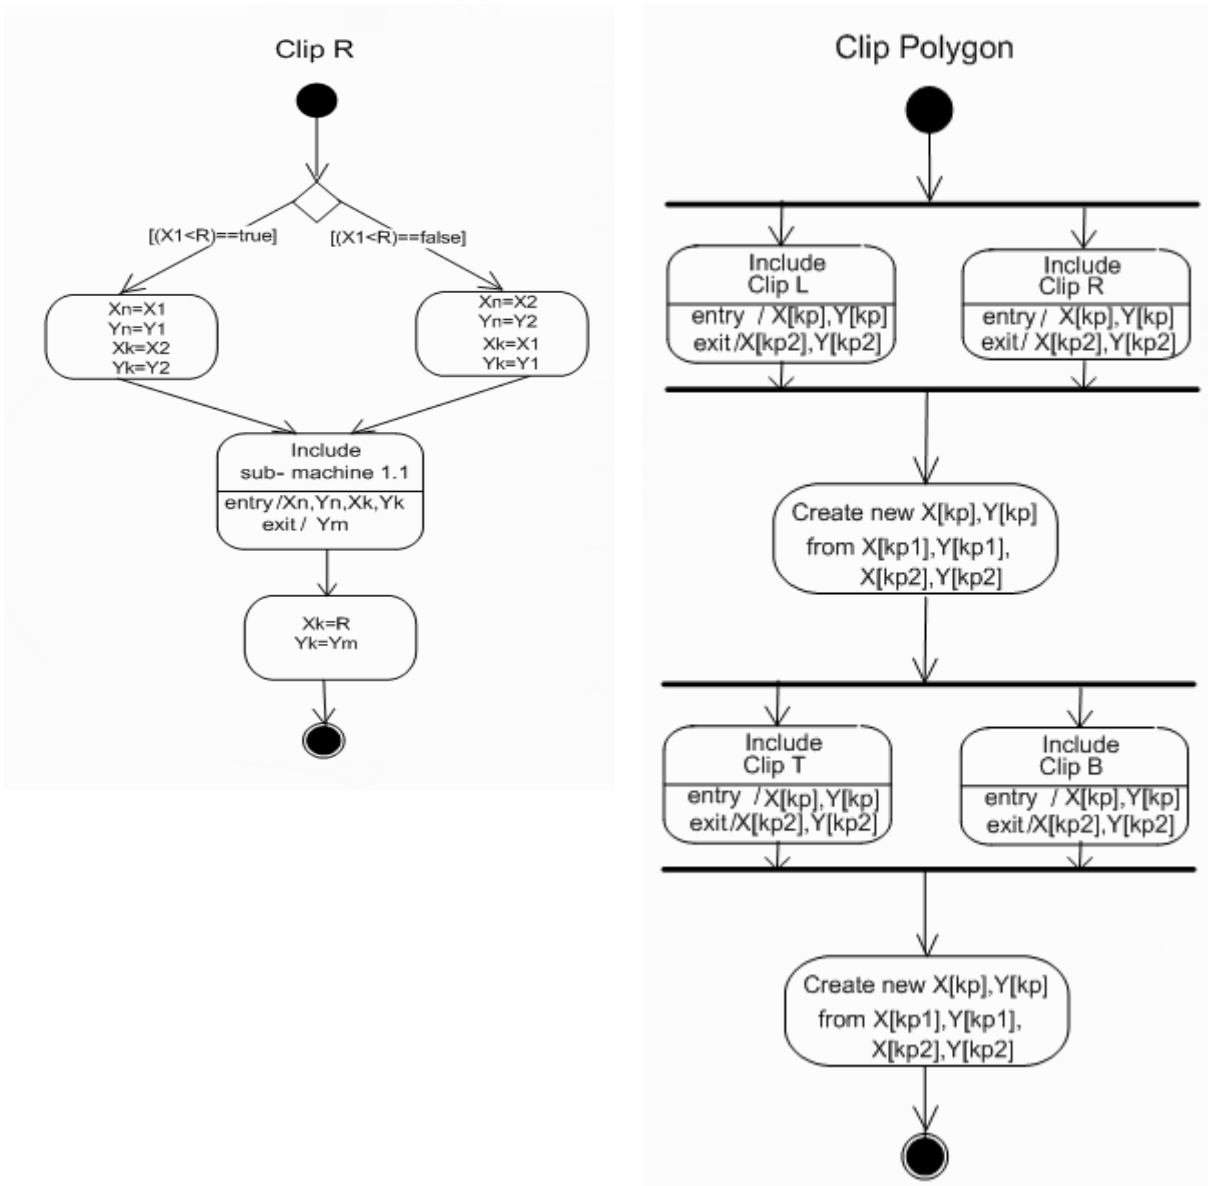 Clip R
[(X1<R)==true]
[(X1<R)==false]
Xn=X1
Yn=Y1
Xk=X2
Yk=Y2
Xn=X2
Yn=Y2
Xk=X1
Yk=Y1
Include
sub- machine 1.1
entry /Xn,Yn,Xk,Yk
exit / Ym
Xk=R
Yk=Ym
Clip Polygon
Include
Clip L
entry / X[kp],Y[kp]
exit /X[kp2],Y[kp2]
Include
Clip R
entry / X[kp],Y[kp]
exit/ X[kp2],Y[kp2]
Create new X[kp],Y[kp]
from X[kp1],Y[kp1],
X[kp2],Y[kp2]
Include
Clip T
entry / X[kp],Y[kp]
exit /X[kp2],Y[kp2]
Include
Clip B
entry / X[kp],Y[kp]
exit /X[kp2],Y[kp2]
Create new X[kp],Y[kp]
from X[kp1],Y[kp1],
X[kp2],Y[kp2]